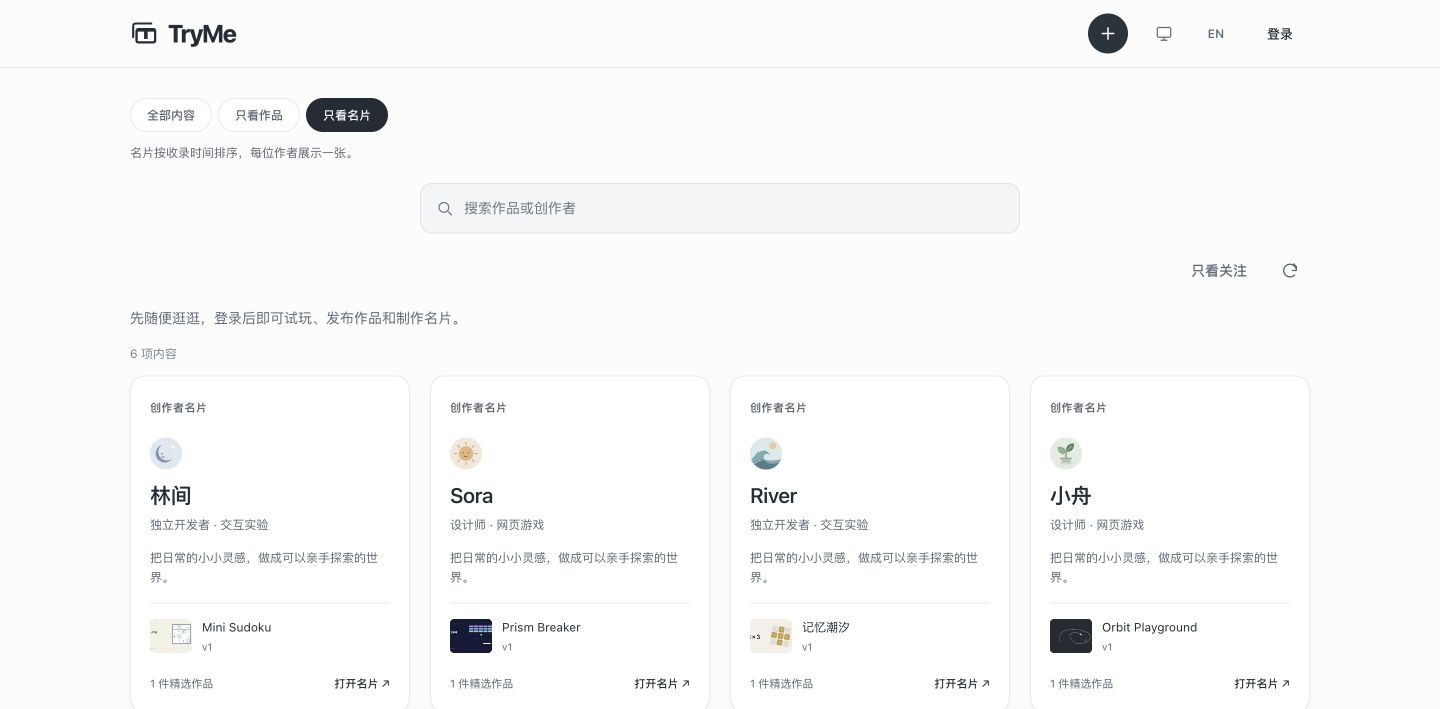 TryMe
EN
登录
全部内容 只看作品 只看名片
名片按收录时间排序，每位作者展示一张。
搜索作品或创作者
只看关注
先随便逛逛，登录后即可试玩、发布作品和制作名片。
6 项内容
创作者名片
林间
独立开发者 · 交互实验
把日常的小小灵感，做成可以亲手探索的世
界。
Mini Sudoku
v1
1 件精选作品 打开名片
创作者名片
Sora
设计师 · 网页游戏
把日常的小小灵感，做成可以亲手探索的世
界。
Prism Breaker
v1
1 件精选作品 打开名片
创作者名片
River
独立开发者 · 交互实验
把日常的小小灵感，做成可以亲手探索的世
界。
记忆潮汐
v1
1 件精选作品 打开名片
创作者名片
小舟
设计师 · 网页游戏
把日常的小小灵感，做成可以亲手探索的世
界。
Orbit Playground
v1
1 件精选作品 打开名片